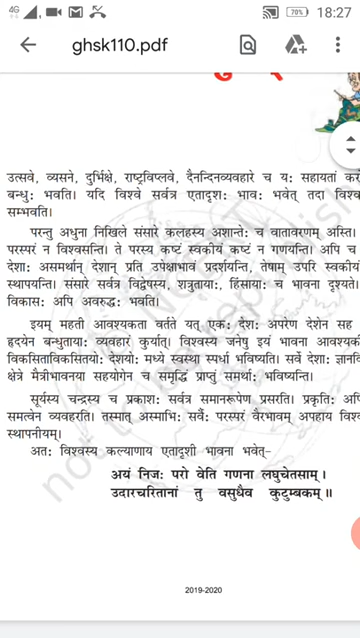 4G 70% 18:27
ghsk110.pdf
उत्सवे, व्यसने, दुर्भिक्षे, राष्ट्रविप्लवे, दैनन्दिनव्यवहारे च यः सहायतां करो
बन्धुः भवति। यदि विश्वे सर्वत्र एतादृशः भावः भवेत् तदा विश्व
सम्भवति।
परन्तु अधुना निखिले संसारे कलहस्य अशान्तेः च वातावरणम् अस्ति।
परस्परं न विश्वसन्ति। ते परस्य कष्टं स्वकीयं कष्टं न गणयन्ति। अपि च
देशाः असमर्थान् देशान् प्रति उपेक्षाभावं प्रदर्शयन्ति, तेषाम् उपरि स्वकीयं
स्थापयन्ति। संसारे सर्वत्र विद्वेषस्य, शत्रुतायाः, हिंसायाः च भावना दृश्यते।
विकासः अपि अवरुद्धः भवति।
इयम् महती आवश्यकता वर्तते यत् एकः देशः अपरेण देशेन सह
हृदयेन बन्धुतायाः व्यवहारं कुर्यात्। विश्वस्य जनेषु इयं भावना आवश्यकी
विकसिताविकसितयोः देशयोः मध्ये स्वस्था स्पर्धा भविष्यति। सर्वे देशाः ज्ञानवि
क्षेत्रे मैत्रीभावनया सहयोगेन च समृद्धिं प्राप्तुं समर्थाः भविष्यन्ति।
सूर्यस्य चन्द्रस्य च प्रकाशः सर्वत्र समानरूपेण प्रसरति। प्रकृतिः अपि
समत्वेन व्यवहरति। तस्मात् अस्माभिः सर्वैः परस्परं वैरभावम् अपहाय विश्व
स्थापनीयम्।
अतः विश्वस्य कल्याणाय एतादृशी भावना भवेत्-
अयं निजः परो वेति गणना लघुचेतसाम्।
उदारचरितानां तु वसुधैव कुटुम्बकम्॥
2019-2020